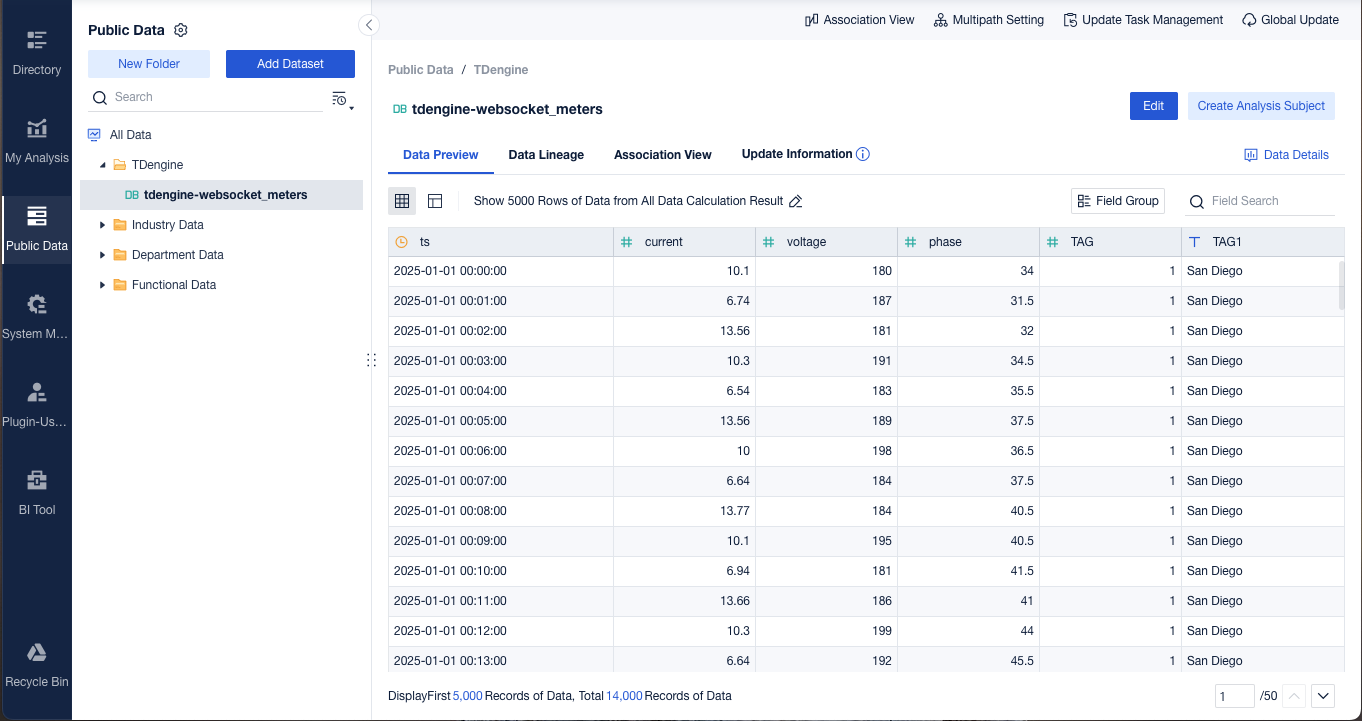 Directory
My Analysis
Public Data
System M...
Plugin-Us...
BI Tool
Recycle Bin
Public Data
New Folder Add Dataset
Search
All Data
TDengine
DB tdengine-websocket_meters
Industry Data
Department Data
Functional Data
Association View Multipath Setting Update Task Management Global Update
Public Data / TDengine
DB tdengine-websocket_meters
Edit Create Analysis Subject
Data Preview Data Lineage Association View Update Information Data Details
Show 5000 Rows of Data from All Data Calculation Result Field Group Field Search
ts # current # voltage # phase # TAG T TAG1
2025-01-01 00:00:00 10.1 180 34 1 San Diego
2025-01-01 00:01:00 6.74 187 31.5 1 San Diego
2025-01-01 00:02:00 13.56 181 32 1 San Diego
2025-01-01 00:03:00 10.3 191 34.5 1 San Diego
2025-01-01 00:04:00 6.54 183 35.5 1 San Diego
2025-01-01 00:05:00 13.56 189 37.5 1 San Diego
2025-01-01 00:06:00 10 198 36.5 1 San Diego
2025-01-01 00:07:00 6.64 184 37.5 1 San Diego
2025-01-01 00:08:00 13.77 184 40.5 1 San Diego
2025-01-01 00:09:00 10.1 195 40.5 1 San Diego
2025-01-01 00:10:00 6.94 181 41.5 1 San Diego
2025-01-01 00:11:00 13.66 186 41 1 San Diego
2025-01-01 00:12:00 10.3 199 44 1 San Diego
2025-01-01 00:13:00 6.64 192 45.5 1 San Diego
DisplayFirst 5,000 Records of Data, Total 14,000 Records of Data 1 /50